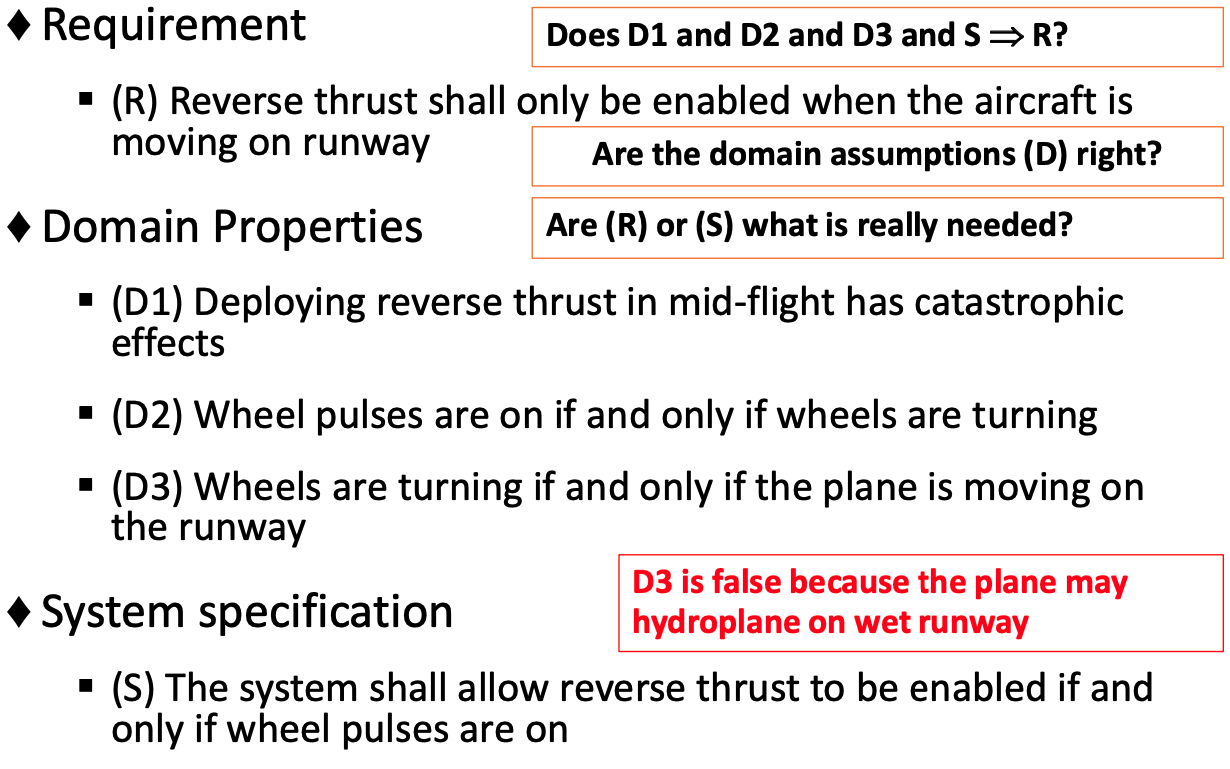 ♦ Requirement
Does D1 and D2 and D3 and S ⇒ R?
▪ (R) Reverse thrust shall only be enabled when the aircraft is
moving on runway
Are the domain assumptions (D) right?
♦ Domain Properties
Are (R) or (S) what is really needed?
▪ (D1) Deploying reverse thrust in mid-flight has catastrophic
effects
▪ (D2) Wheel pulses are on if and only if wheels are turning
▪ (D3) Wheels are turning if and only if the plane is moving on
the runway
D3 is false because the plane may
hydroplane on wet runway
♦ System specification
▪ (S) The system shall allow reverse thrust to be enabled if and
only if wheel pulses are on